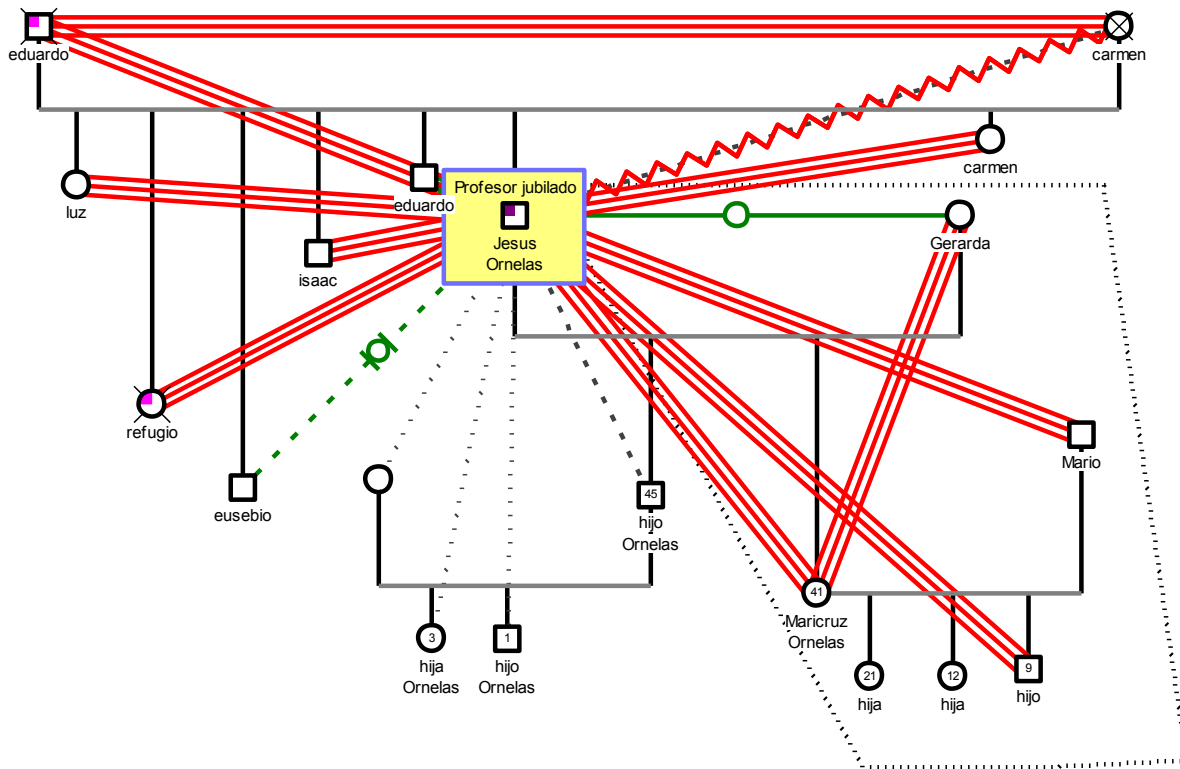 eduardo
carmen
carmen
luz
eduardo
Profesor jubilado
Jesus
Ornelas
Gerarda
isaac
refugio
eusebio
Mario
45
hijo
Ornelas
41
Maricruz
Ornelas
3
hija
Ornelas
1
hijo
Ornelas
21
hija
12
hija
9
hijo